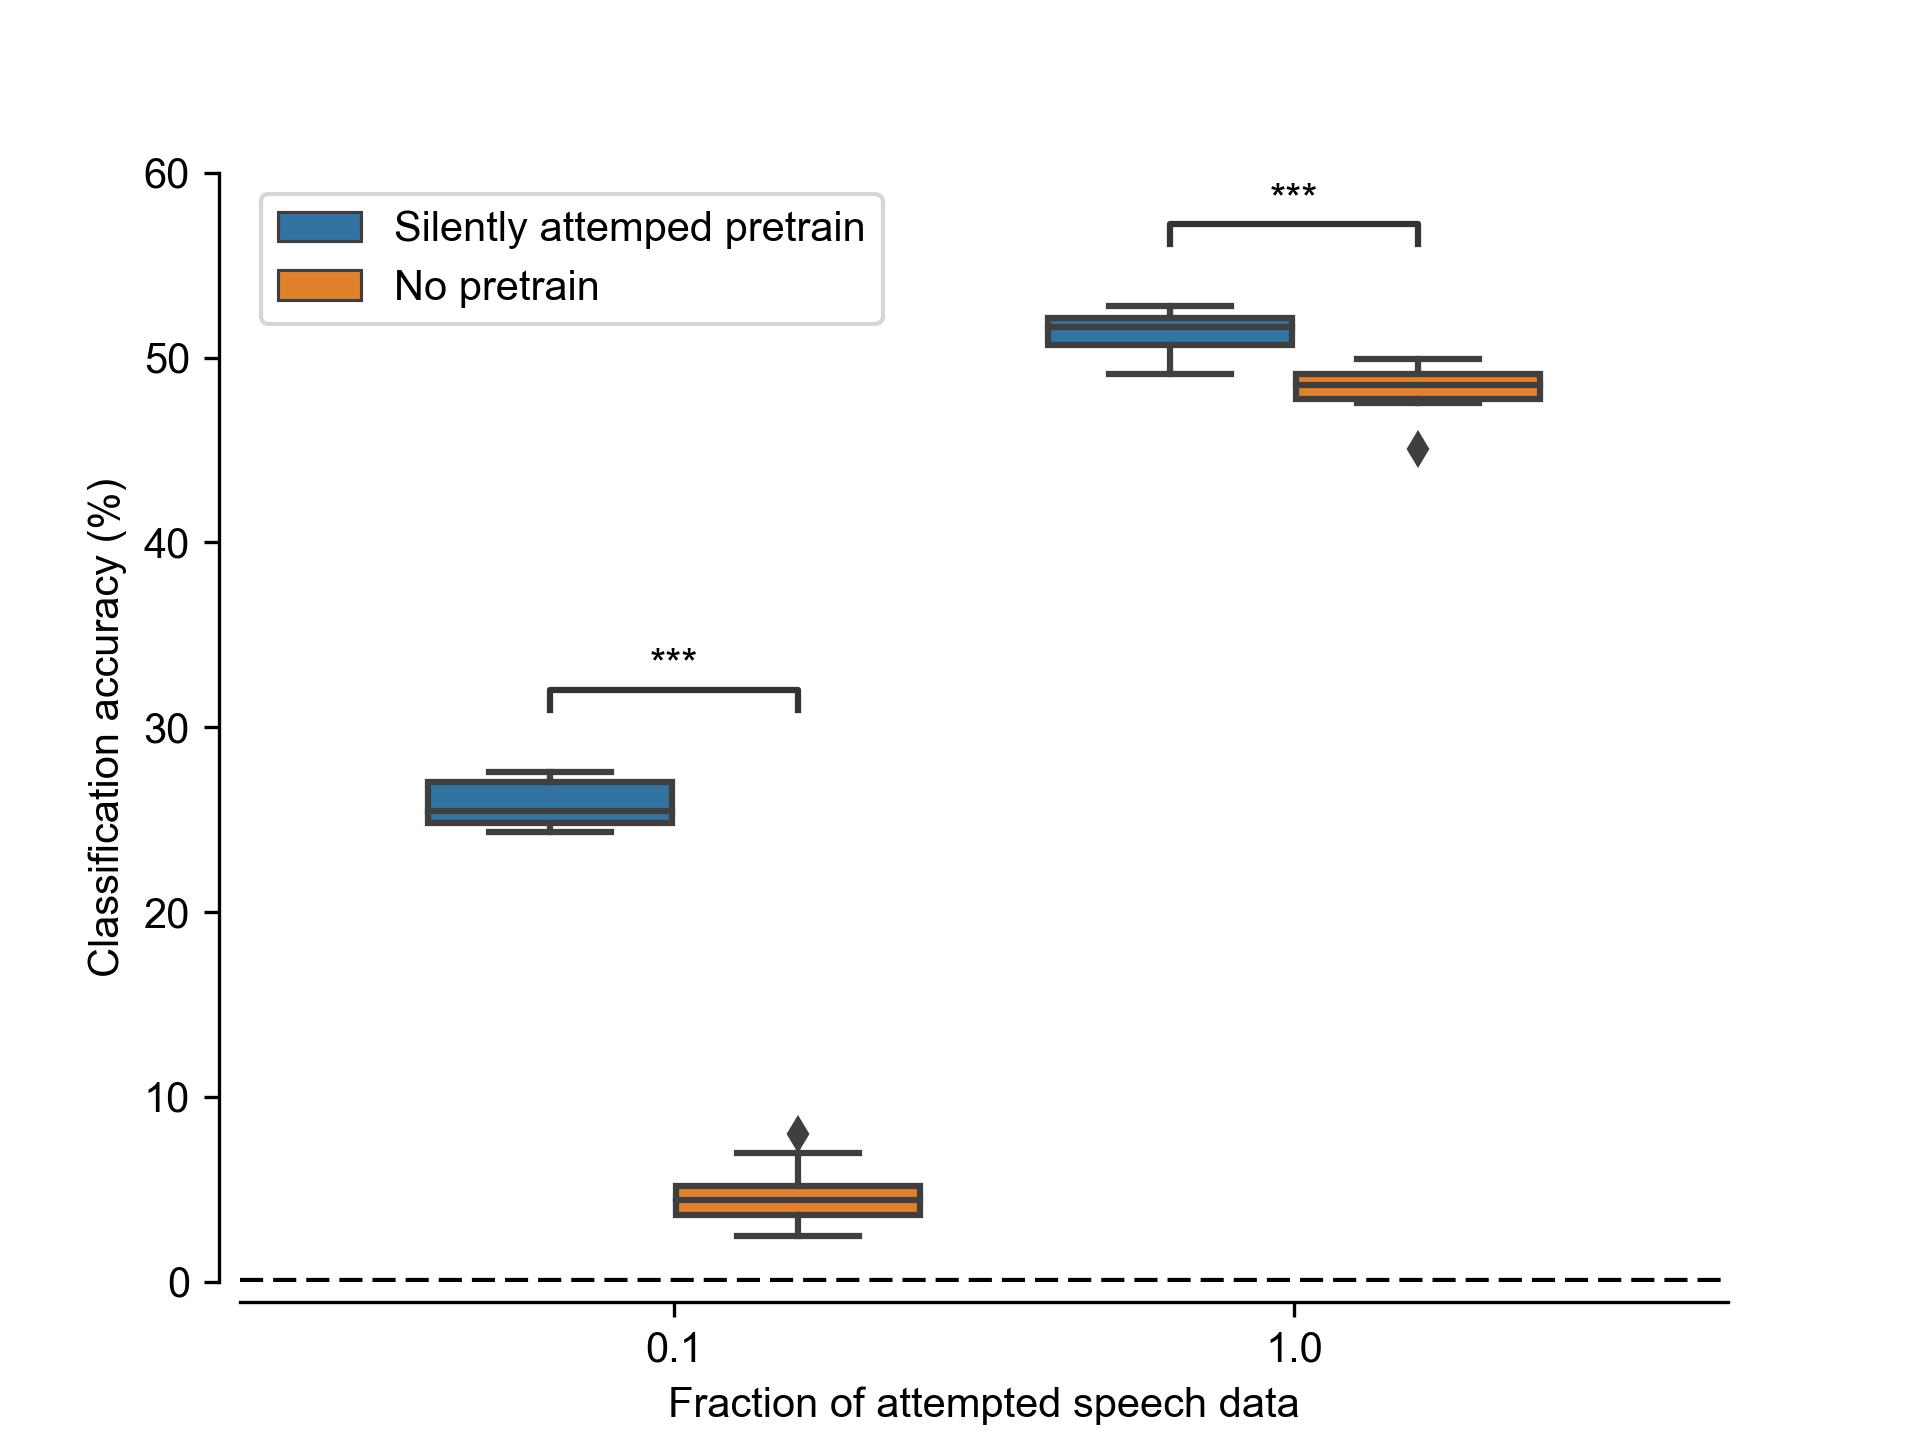 60
50
40
30
20
10
0
Classification accuracy (%)
Silently attemped pretrain
No pretrain
***
***
0.1
1.0
Fraction of attempted speech data